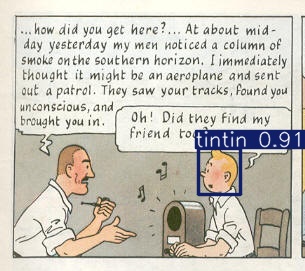 ...how did you get here?... At about mid-
day yesterday my men noticed a column of
smoke on the southern horizon. I immediately
thought it might be an aeroplane and sent
out a patrol. They saw your tracks, found you
unconscious, and
brought you in.
Oh! Did they find my
friend too?
tintin 0.91